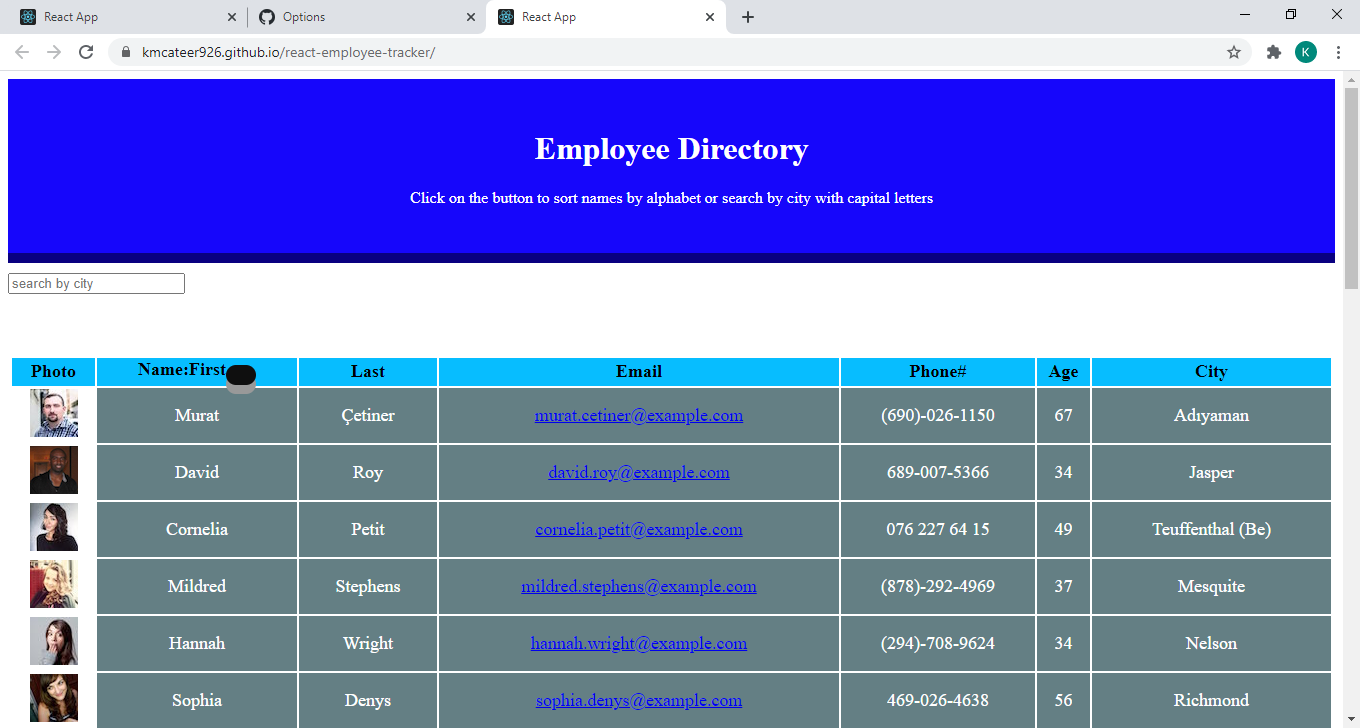 React App
Options
React App
kmcateer926.github.io/react-employee-tracker/
K
Employee Directory
Click on the button to sort names by alphabet or search by city with capital letters
search by city
Photo Name:First Last Email Phone# Age City
Murat Çetiner murat.cetiner@example.com (690)-026-1150 67 Adıyaman
David Roy david.roy@example.com 689-007-5366 34 Jasper
Cornelia Petit cornelia.petit@example.com 076 227 64 15 49 Teuffenthal (Be)
Mildred Stephens mildred.stephens@example.com (878)-292-4969 37 Mesquite
Hannah Wright hannah.wright@example.com (294)-708-9624 34 Nelson
Sophia Denys sophia.denys@example.com 469-026-4638 56 Richmond